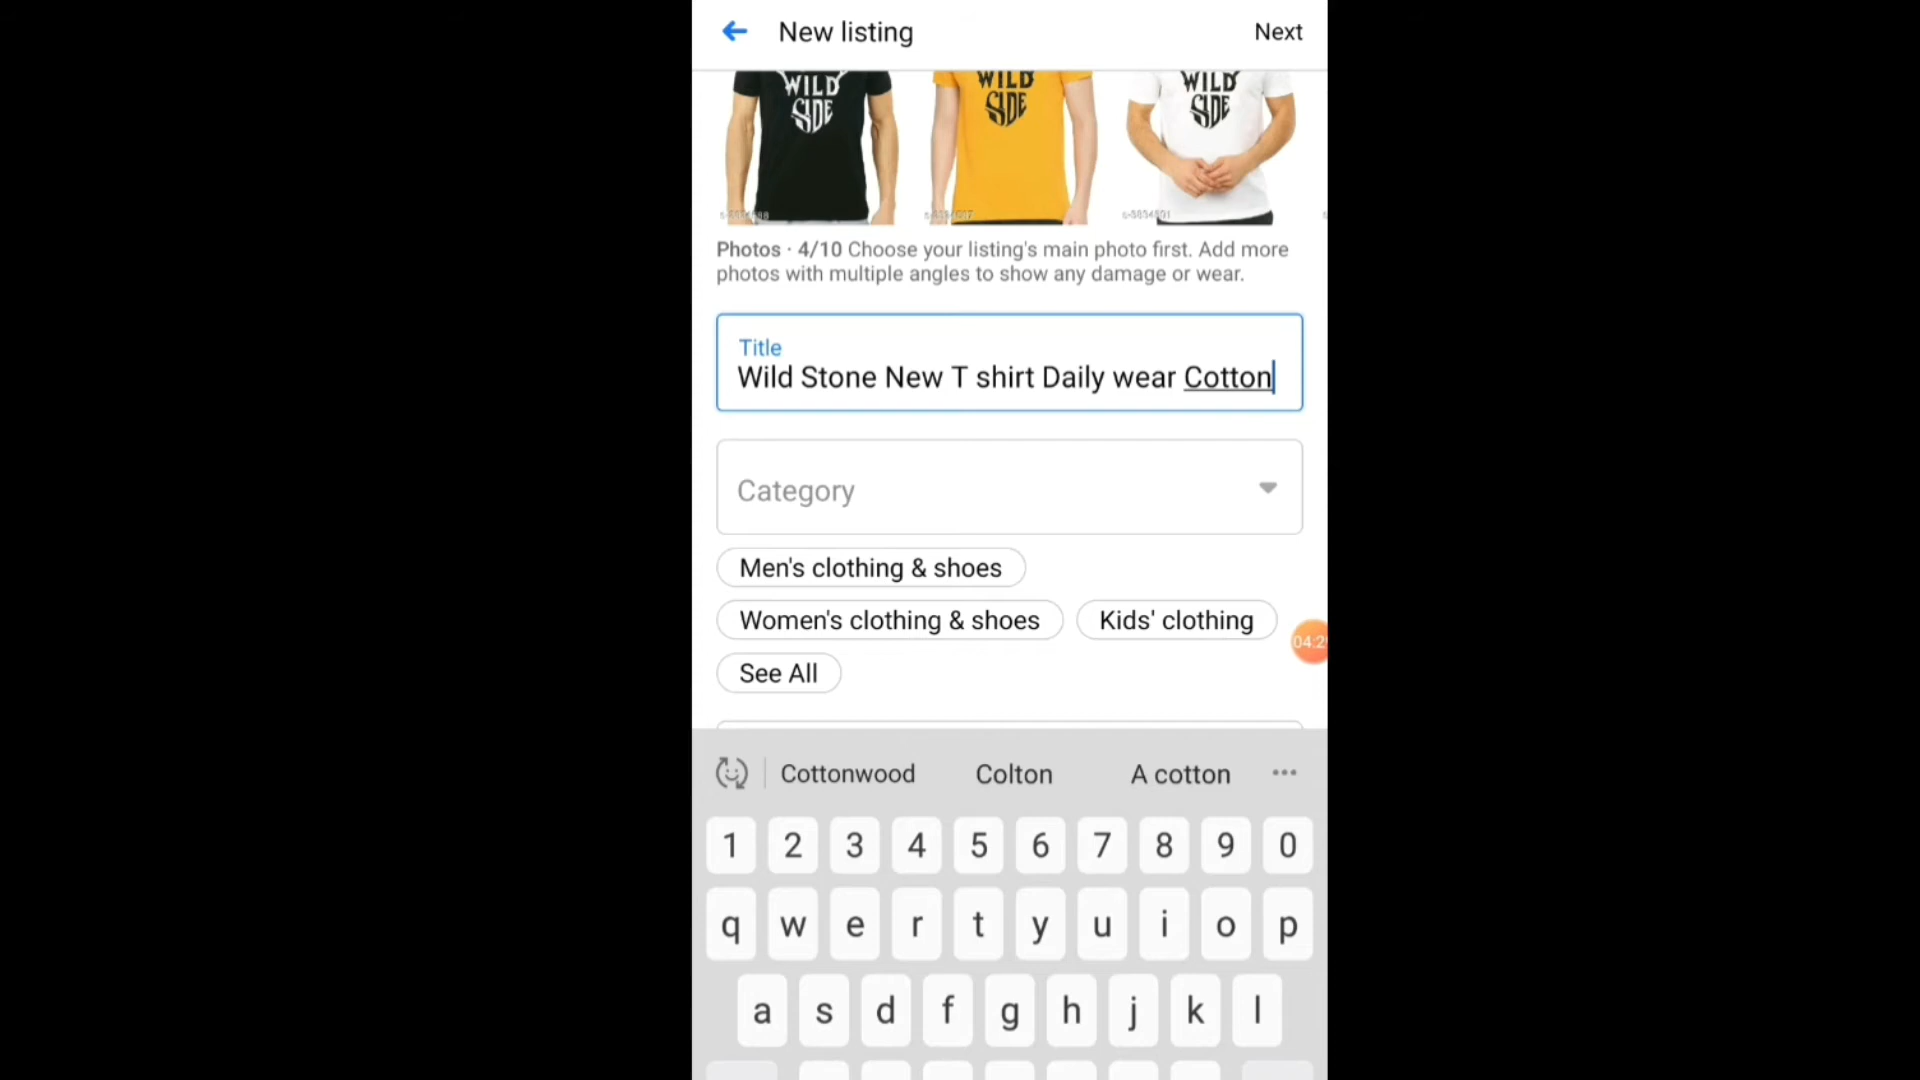 New listing Next
WILD WILD WILD
SIDE SIDE SIDE
Photos · 4/10 Choose your listing's main photo first. Add more
photos with multiple angles to show any damage or wear.
Title
Wild Stone New T shirt Daily wear Cotton
Category
Men's clothing & shoes
Women's clothing & shoes Kids' clothing
04:2
See All
Cottonwood Colton A cotton
1 2 3 4 5 6 7 8 9 0
q w e r t y u i o p
a s d f g h j k l